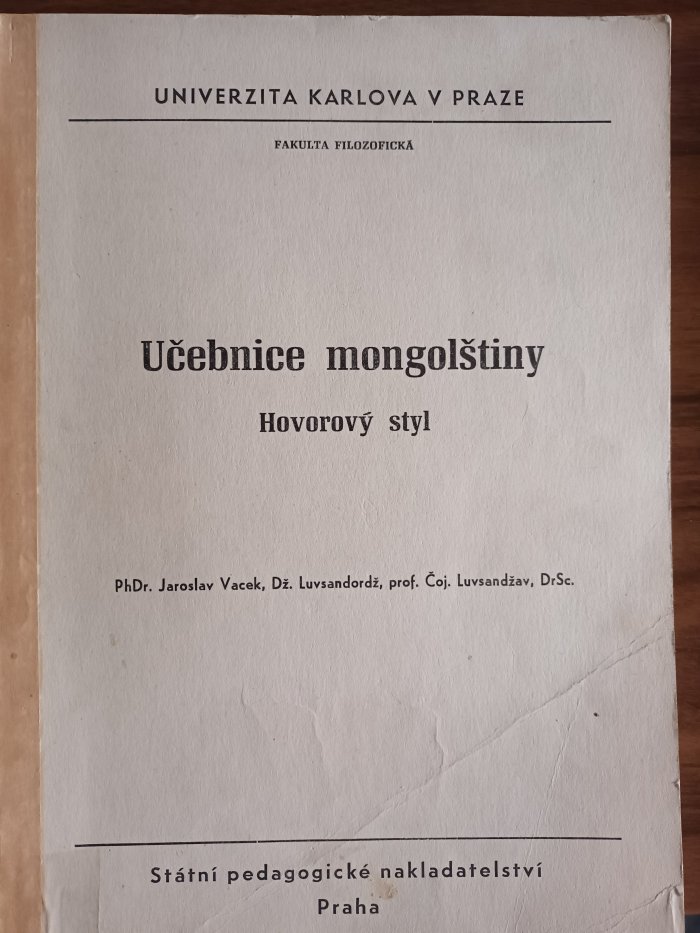 UNIVERZITA KARLOVA V PRAZE
FAKULTA FILOZOFICKÁ
Učebnice mongolštiny
Hovorový styl
PhDr. Jaroslav Vacek, Dž. Luvsandordž, prof. Čoj. Luvsandžav, DrSc.
Státní pedagogické nakladatelství
Praha